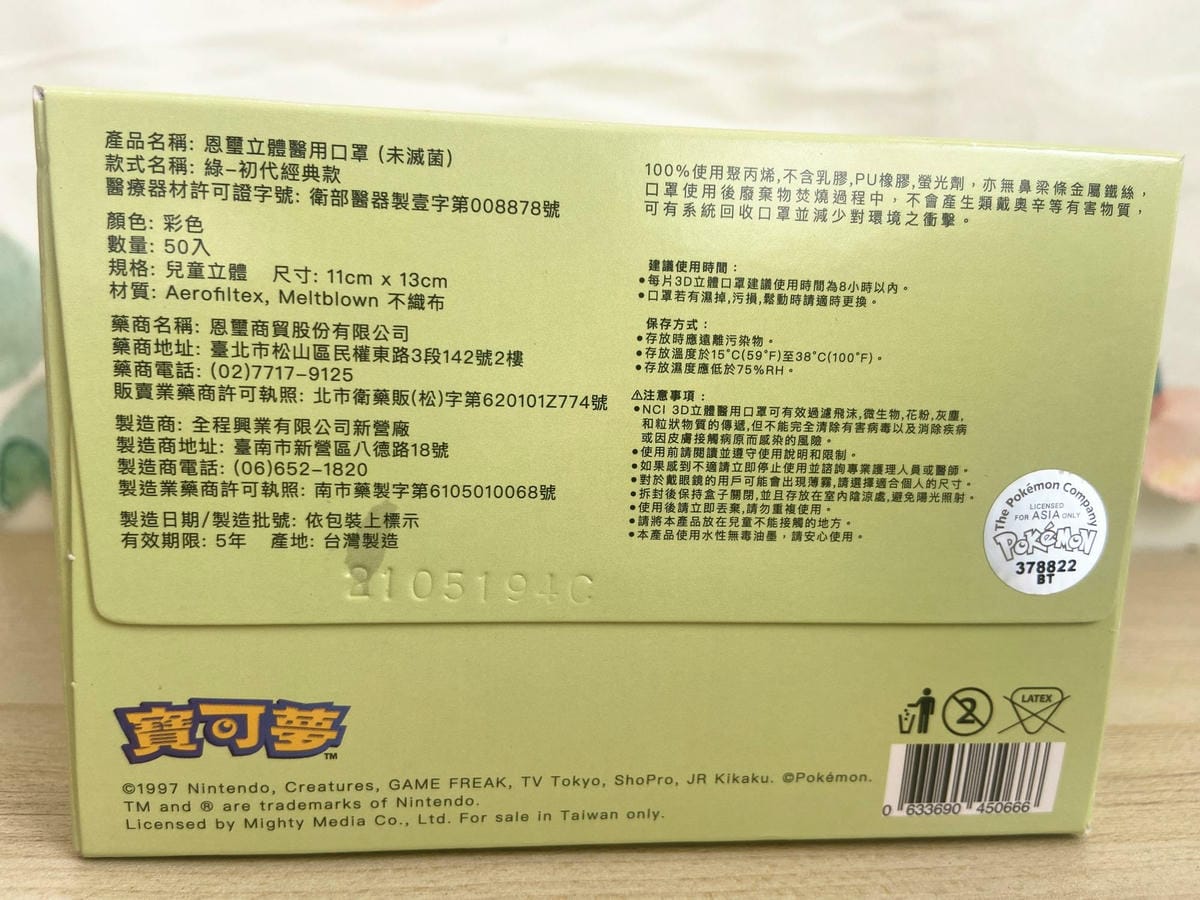 產品名稱: 恩璽立體醫用口罩 (未滅菌)
款式名稱: 綠-初代經典款
醫療器材許可證字號: 衛部醫器製壹字第008878號
顏色: 彩色
數量: 50入
規格: 兒童立體 尺寸: 11cm x 13cm
材質: Aerofiltex, Meltblown 不織布
藥商名稱: 恩璽商貿股份有限公司
藥商地址: 臺北市松山區民權東路3段142號2樓
藥商電話: (02)7717-9125
販賣業藥商許可執照: 北市衛藥販(松)字第620101Z774號
製造商: 全程興業有限公司新營廠
製造商地址: 臺南市新營區八德路18號
製造商電話: (06)652-1820
製造業藥商許可執照: 南市藥製字第6105010068號
製造日期/製造批號: 依包裝上標示
有效期限: 5年 產地: 台灣製造
2105194C
100%使用聚丙烯,不含乳膠,PU橡膠,螢光劑，亦無鼻梁條金屬鐵絲，
口罩使用後廢棄物焚燒過程中，不會產生類戴奧辛等有害物質，
可有系統回收口罩並減少對環境之衝擊。
建議使用時間：
•每片3D立體口罩建議使用時間為8小時以內。
•口罩若有濕掉,污損,鬆動時請適時更換。
保存方式：
•存放時應遠離污染物。
•存放溫度於15°C(59°F)至38°C(100°F)。
•存放濕度應低於75%RH。
⚠注意事項：
•NCI 3D立體醫用口罩可有效過濾飛沫,微生物,花粉,灰塵,
和粒狀物質的傳遞,但不能完全清除有害病毒以及消除疾病
或因皮膚接觸病原而感染的風險。
•使用前請閱讀並遵守使用說明和限制。
•如果感到不適請立即停止使用並諮詢專業護理人員或醫師。
•對於戴眼鏡的用戶可能會出現薄霧,請選擇適合個人的尺寸。
•拆封後保持盒子關閉,並且存放在室內陰涼處,避免陽光照射。
•使用後請立即丟棄,請勿重複使用。
•請將本產品放在兒童不能接觸的地方。
•本產品使用水性無毒油墨，請安心使用。
The Pokémon Company
LICENSED
FOR ASIA ONLY
POKéMON
378822
BT
寶可夢™
©1997 Nintendo, Creatures, GAME FREAK, TV Tokyo, ShoPro, JR Kikaku. ©Pokémon.
TM and ® are trademarks of Nintendo.
Licensed by Mighty Media Co., Ltd. For sale in Taiwan only.
2
LATEX
0 633690 450666